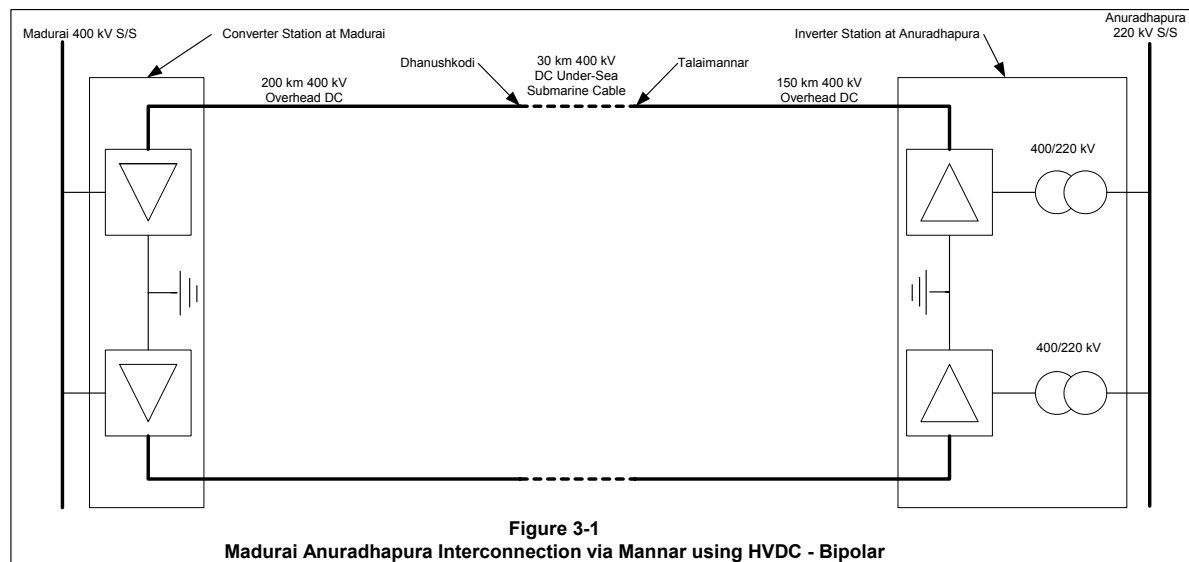 Madurai 400 kV S/S
Converter Station at Madurai
Inverter Station at Anuradhapura
Anuradhapura
220 kV S/S
Dhanushkodi
30 km 400 kV
DC Under-Sea
Submarine Cable
Talaimannar
200 km 400 kV
Overhead DC
150 km 400 kV
Overhead DC
400/220 kV
400/220 kV
Figure 3-1
Madurai Anuradhapura Interconnection via Mannar using HVDC - Bipolar